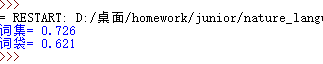 >>>
= RESTART: D:/桌面/homework/junior/nature_langu
词集= 0.726
词袋= 0.621
>>>